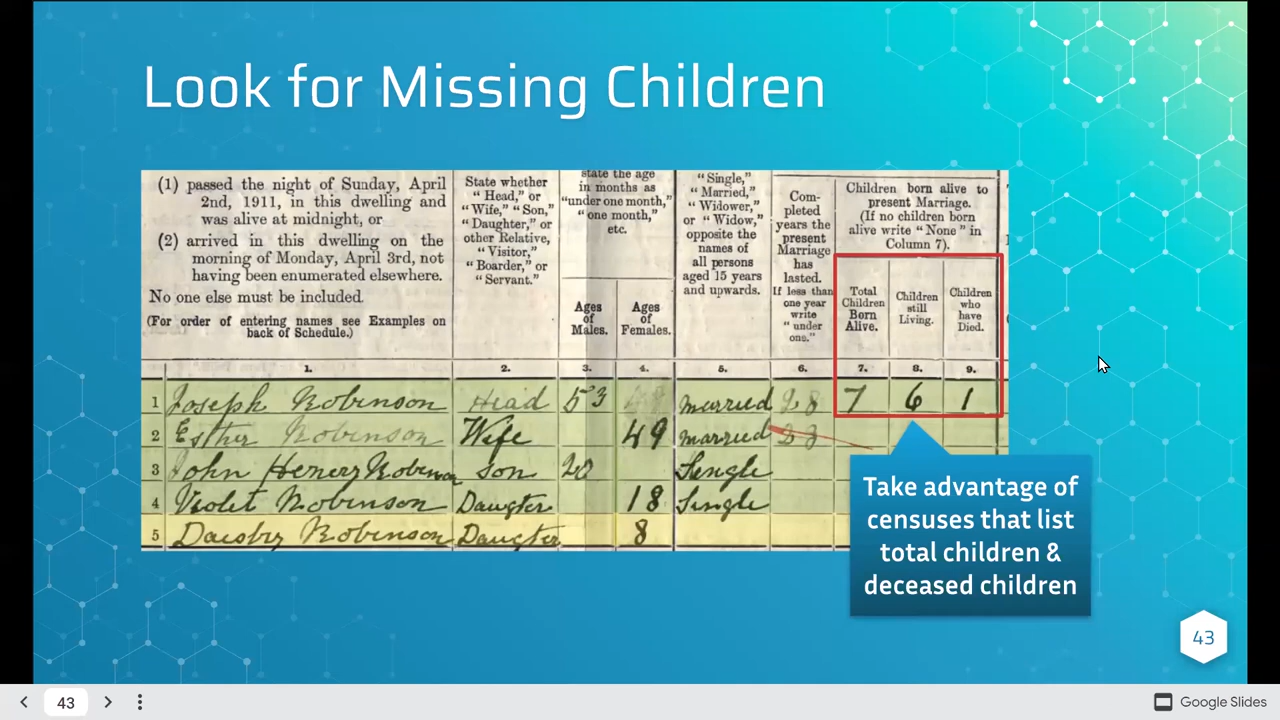 Look for Missing Children
(1) passed the night of Sunday, April
2nd, 1911, in this dwelling and
was alive at midnight, or
(2) arrived in this dwelling on the
morning of Monday, April 3rd, not
having been enumerated elsewhere.
No one else must be included.
(For order of entering names see Examples on
back of Schedule.)
State whether
"Head," or
"Wife," "Son,"
"Daughter," or
other Relative,
"Visitor,"
"Boarder," or
"Servant."
state the age
in months as
"under one month,"
"one month,"
etc.
Ages
of
Males.
Ages
of
Females.
"Single,"
"Married,"
"Widower,"
or "Widow,"
opposite the
names of
all persons
aged 15 years
and upwards.
Com-
pleted
years the
present
Marriage
has
lasted.
If less than
one year
write
"under
one."
Children born alive to
present Marriage.
(If no children born
alive write "None" in
Column 7).
Total
Children
Born
Alive.
Children
still
Living.
Children
who
have
Died.
1. 2. 3. 4. 5. 6. 7. 8. 9.
1 Joseph Robinson Head 53 married 28 7 6 1
2 Esther Robinson Wife 49 married
3 John Henery Robinson son 20 Single
4 Violet Robinson Daugter 18 Single
5 Robinson Daugter 8
Take advantage of
censuses that list
total children &
deceased children
43
43
Google Slides